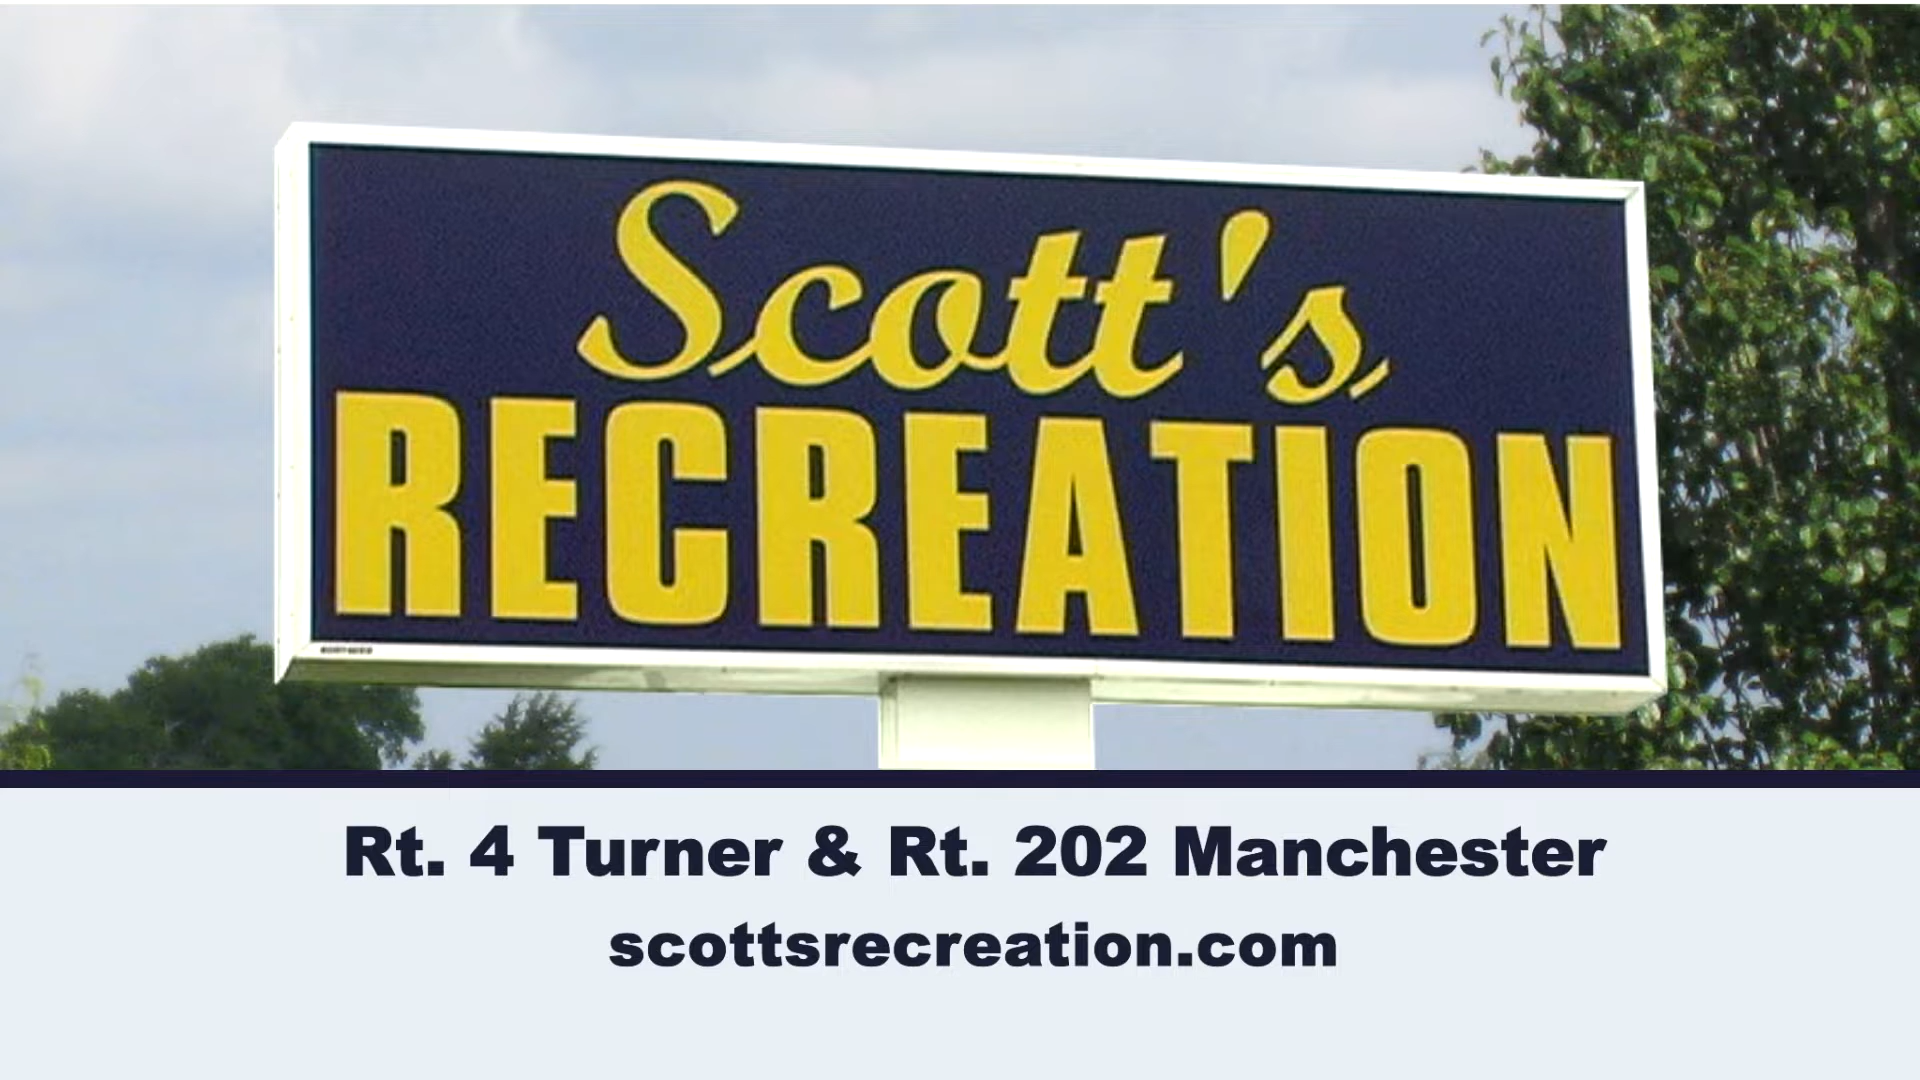 Scott's
RECREATION
Rt. 4 Turner & Rt. 202 Manchester
scottsrecreation.com